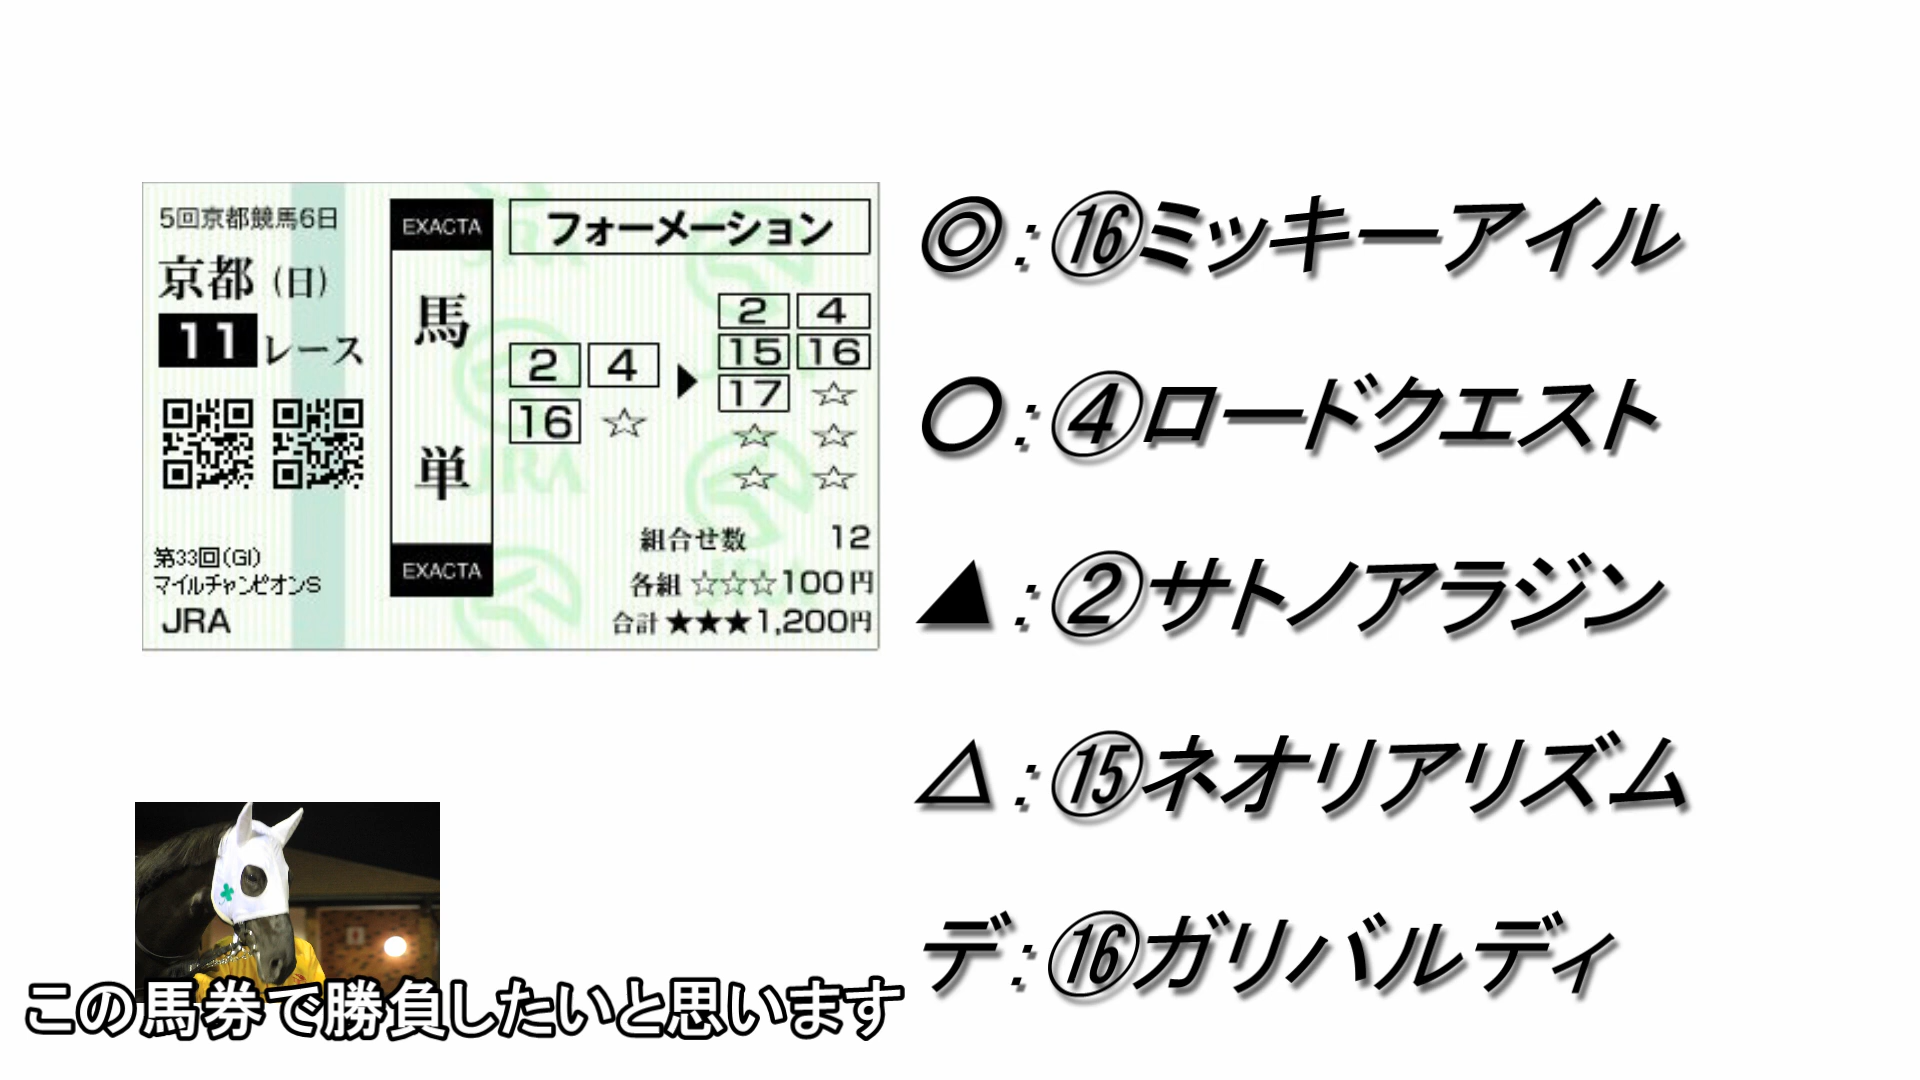 5回京都競馬6日
京都（日）
11レース
第33回（GI）
マイルチャンピオンS
JRA
EXACTA
馬単
EXACTA
フォーメーション
2 4
16 ☆
▶
2 4
15 16
17 ☆
☆ ☆
☆ ☆
組合せ数 12
各組 ☆☆☆100円
合計 ★★★1,200円
◎:⑯ミッキーアイル
〇:④ロードクエスト
▲:②サトノアラジン
△:⑮ネオリアリズム
デ:⑯ガリバルディ
この馬券で勝負したいと思います